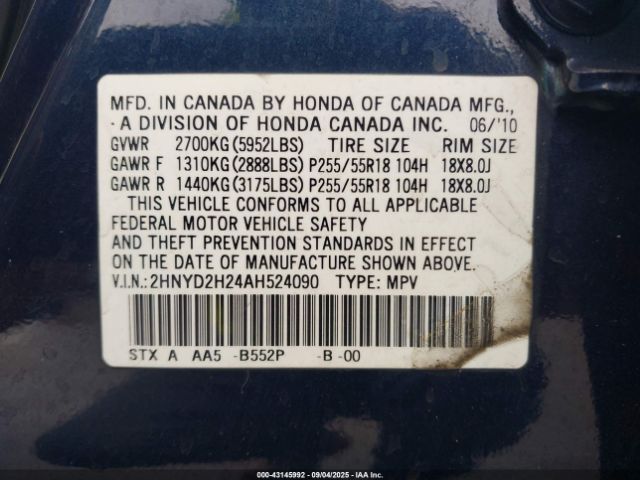 MFD. IN CANADA BY HONDA OF CANADA MFG.,
A DIVISION OF HONDA CANADA INC. 06/'10
GVWR 2700KG (5952LBS) TIRE SIZE RIM SIZE
GAWR F 1310KG (2888LBS) P255/55R18 104H 18X8.0J
GAWR R 1440KG (3175LBS) P255/55R18 104H 18X8.0J
THIS VEHICLE CONFORMS TO ALL APPLICABLE
FEDERAL MOTOR VEHICLE SAFETY
AND THEFT PREVENTION STANDARDS IN EFFECT
ON THE DATE OF MANUFACTURE SHOWN ABOVE.
V.I.N.:2HNYD2H24AH524090 TYPE: MPV
STX A AA5 -B552P -B -00
000-43145992 - 09/04/2025 - IAAI Inc.